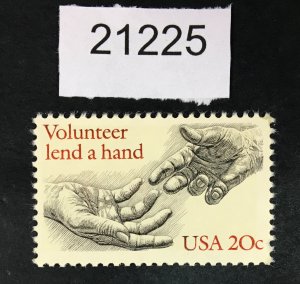 21225
Volunteer
lend a hand
USA 20c